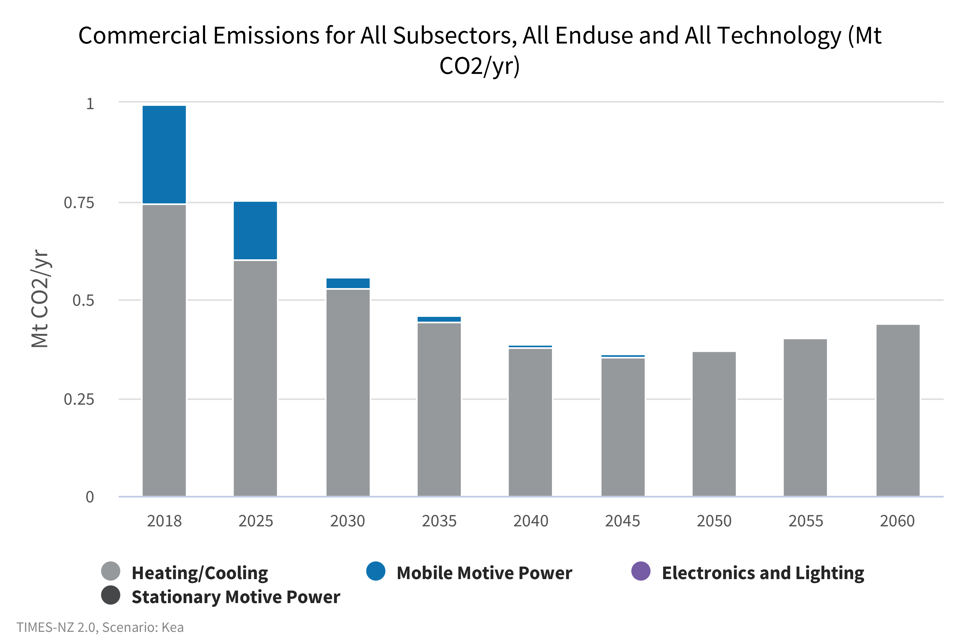 Commercial Emissions for All Subsectors, All Enduse and All Technology (Mt
CO2/yr)
Mt CO2/yr
1
0.75
0.5
0.25
0
2018 2025 2030 2035 2040 2045 2050 2055 2060
Heating/Cooling Mobile Motive Power Electronics and Lighting
Stationary Motive Power
TIMES-NZ 2.0, Scenario: Kea